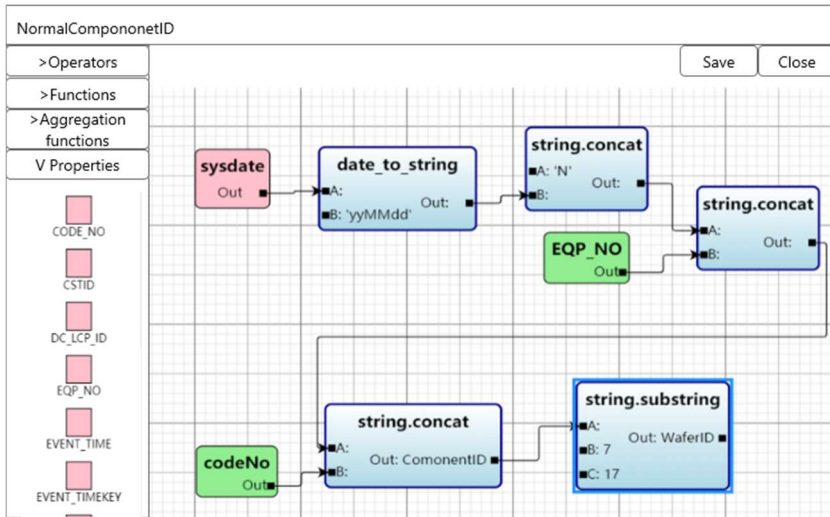 NormalCompononetID
>Operators
Save
Close
>Functions
>Aggregation
functions
V Properties
CODE_NO
CSTID
DC_LCP_ID
EQP_NO
EVENT_TIME
EVENT_TIMEKEY
sysdate
Out
date_to_string
A:
Out:
B: 'yyMMdd'
string.concat
A: 'N'
Out:
B:
string.concat
A:
Out:
B:
EQP_NO
Out
string.concat
A:
Out: ComonentID
B:
codeNo
Out
string.substring
A:
Out: WaferID
B: 7
C: 17